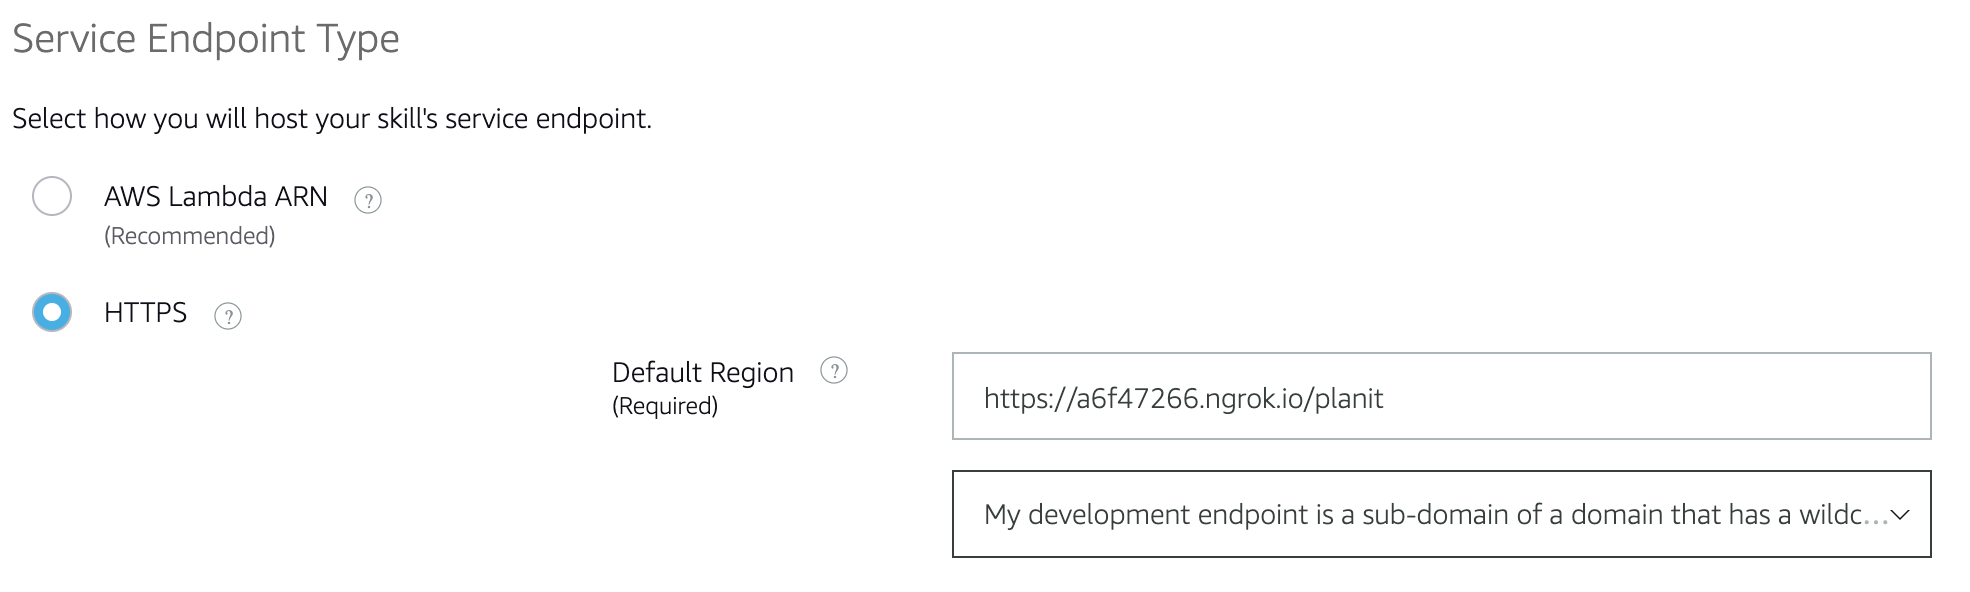 Service Endpoint Type
Select how you will host your skill's service endpoint.
AWS Lambda ARN ?
(Recommended)
HTTPS ?
Default Region ?
(Required)
https://a6f47266.ngrok.io/planit
My development endpoint is a sub-domain of a domain that has a wildc...